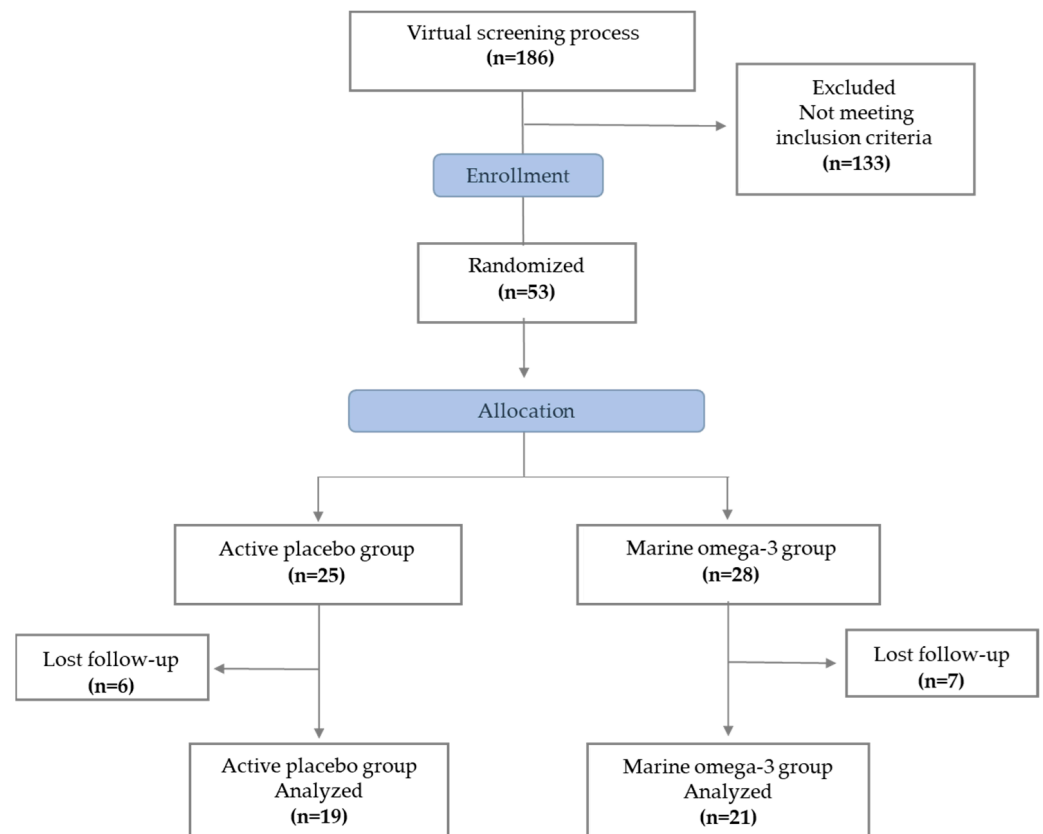 Virtual screening process
(n=186)
Excluded
Not meeting
inclusion criteria
(n=133)
Enrollment
Randomized
(n=53)
Allocation
Active placebo group
(n=25)
Marine omega-3 group
(n=28)
Lost follow-up
(n=6)
Lost follow-up
(n=7)
Active placebo group
Analyzed
(n=19)
Marine omega-3 group
Analyzed
(n=21)